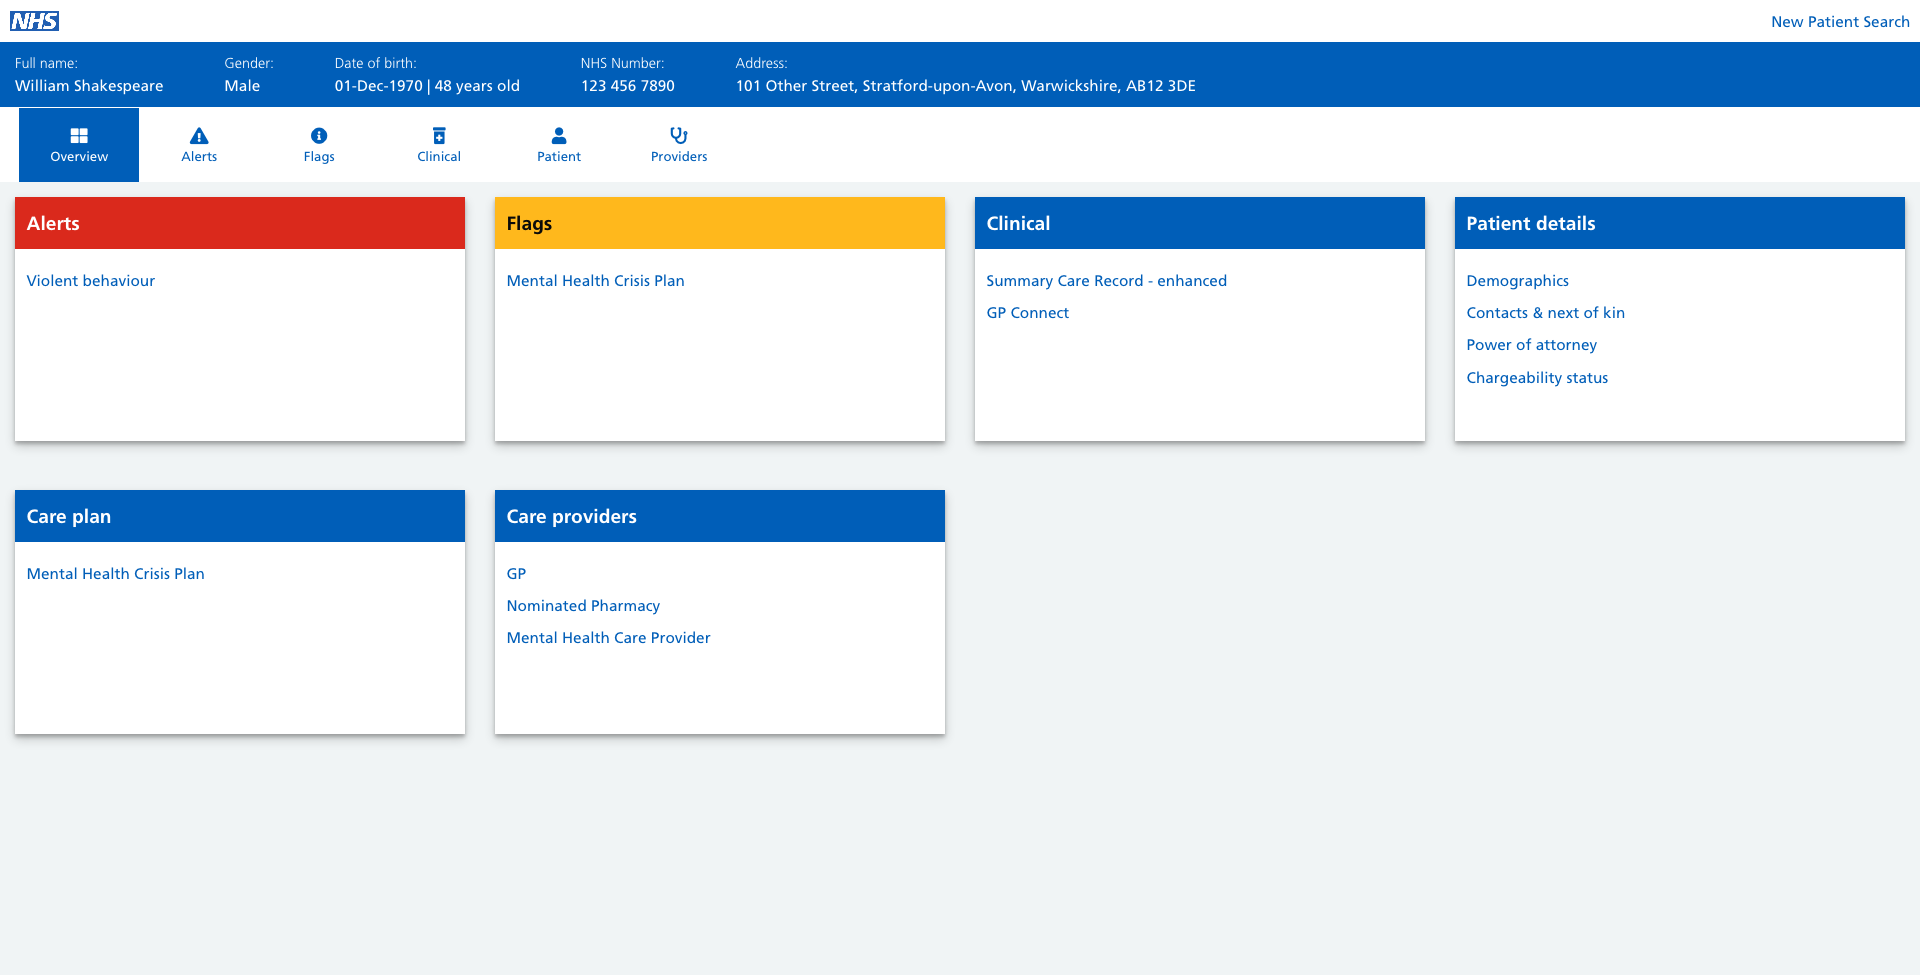 NHS
New Patient Search
Full name: Gender: Date of birth: NHS Number: Address:
William Shakespeare Male 01-Dec-1970 | 48 years old 123 456 7890 101 Other Street, Stratford-upon-Avon, Warwickshire, AB12 3DE
Overview Alerts Flags Clinical Patient Providers
Alerts
Violent behaviour
Flags
Mental Health Crisis Plan
Clinical
Summary Care Record - enhanced
GP Connect
Patient details
Demographics
Contacts & next of kin
Power of attorney
Chargeability status
Care plan
Mental Health Crisis Plan
Care providers
GP
Nominated Pharmacy
Mental Health Care Provider